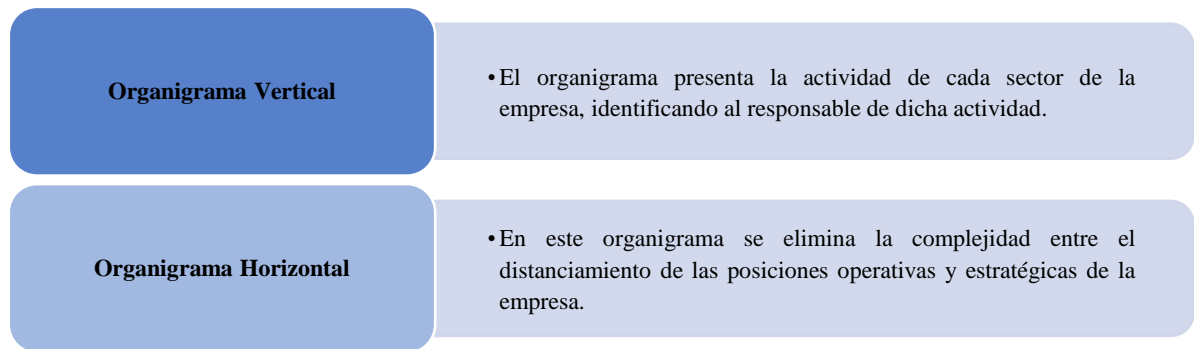 Organigrama Vertical
•El organigrama presenta la actividad de cada sector de la
empresa, identificando al responsable de dicha actividad.
Organigrama Horizontal
•En este organigrama se elimina la complejidad entre el
distanciamiento de las posiciones operativas y estratégicas de la
empresa.